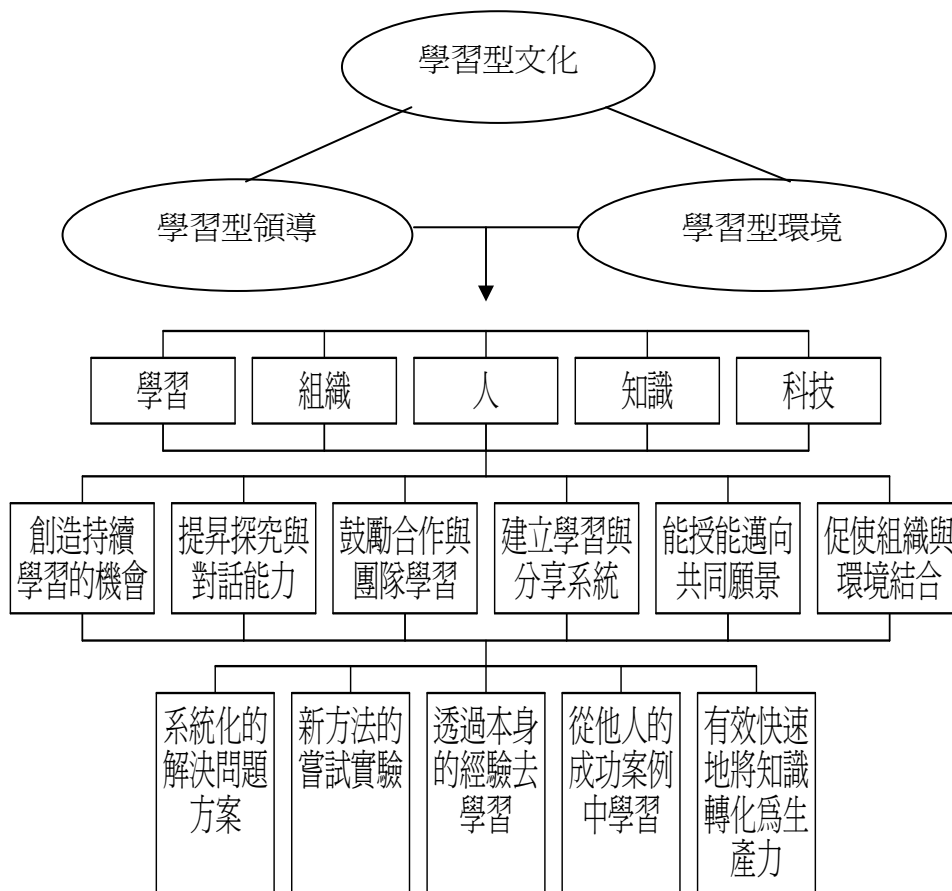 學習型文化
學習型領導
學習型環境
學習
組織
人
知識
科技
創造持續
學習的機會
提昇探究與
對話能力
鼓勵合作與
團隊學習
建立學習與
分享系統
能授能邁向
共同願景
促使組織與
環境結合
系統化的
解決問題
方案
新方法的
嘗試實驗
透過本身
的經驗去
學習
從他人的
成功案例
中學習
有效快速
地將知識
轉化為生
產力